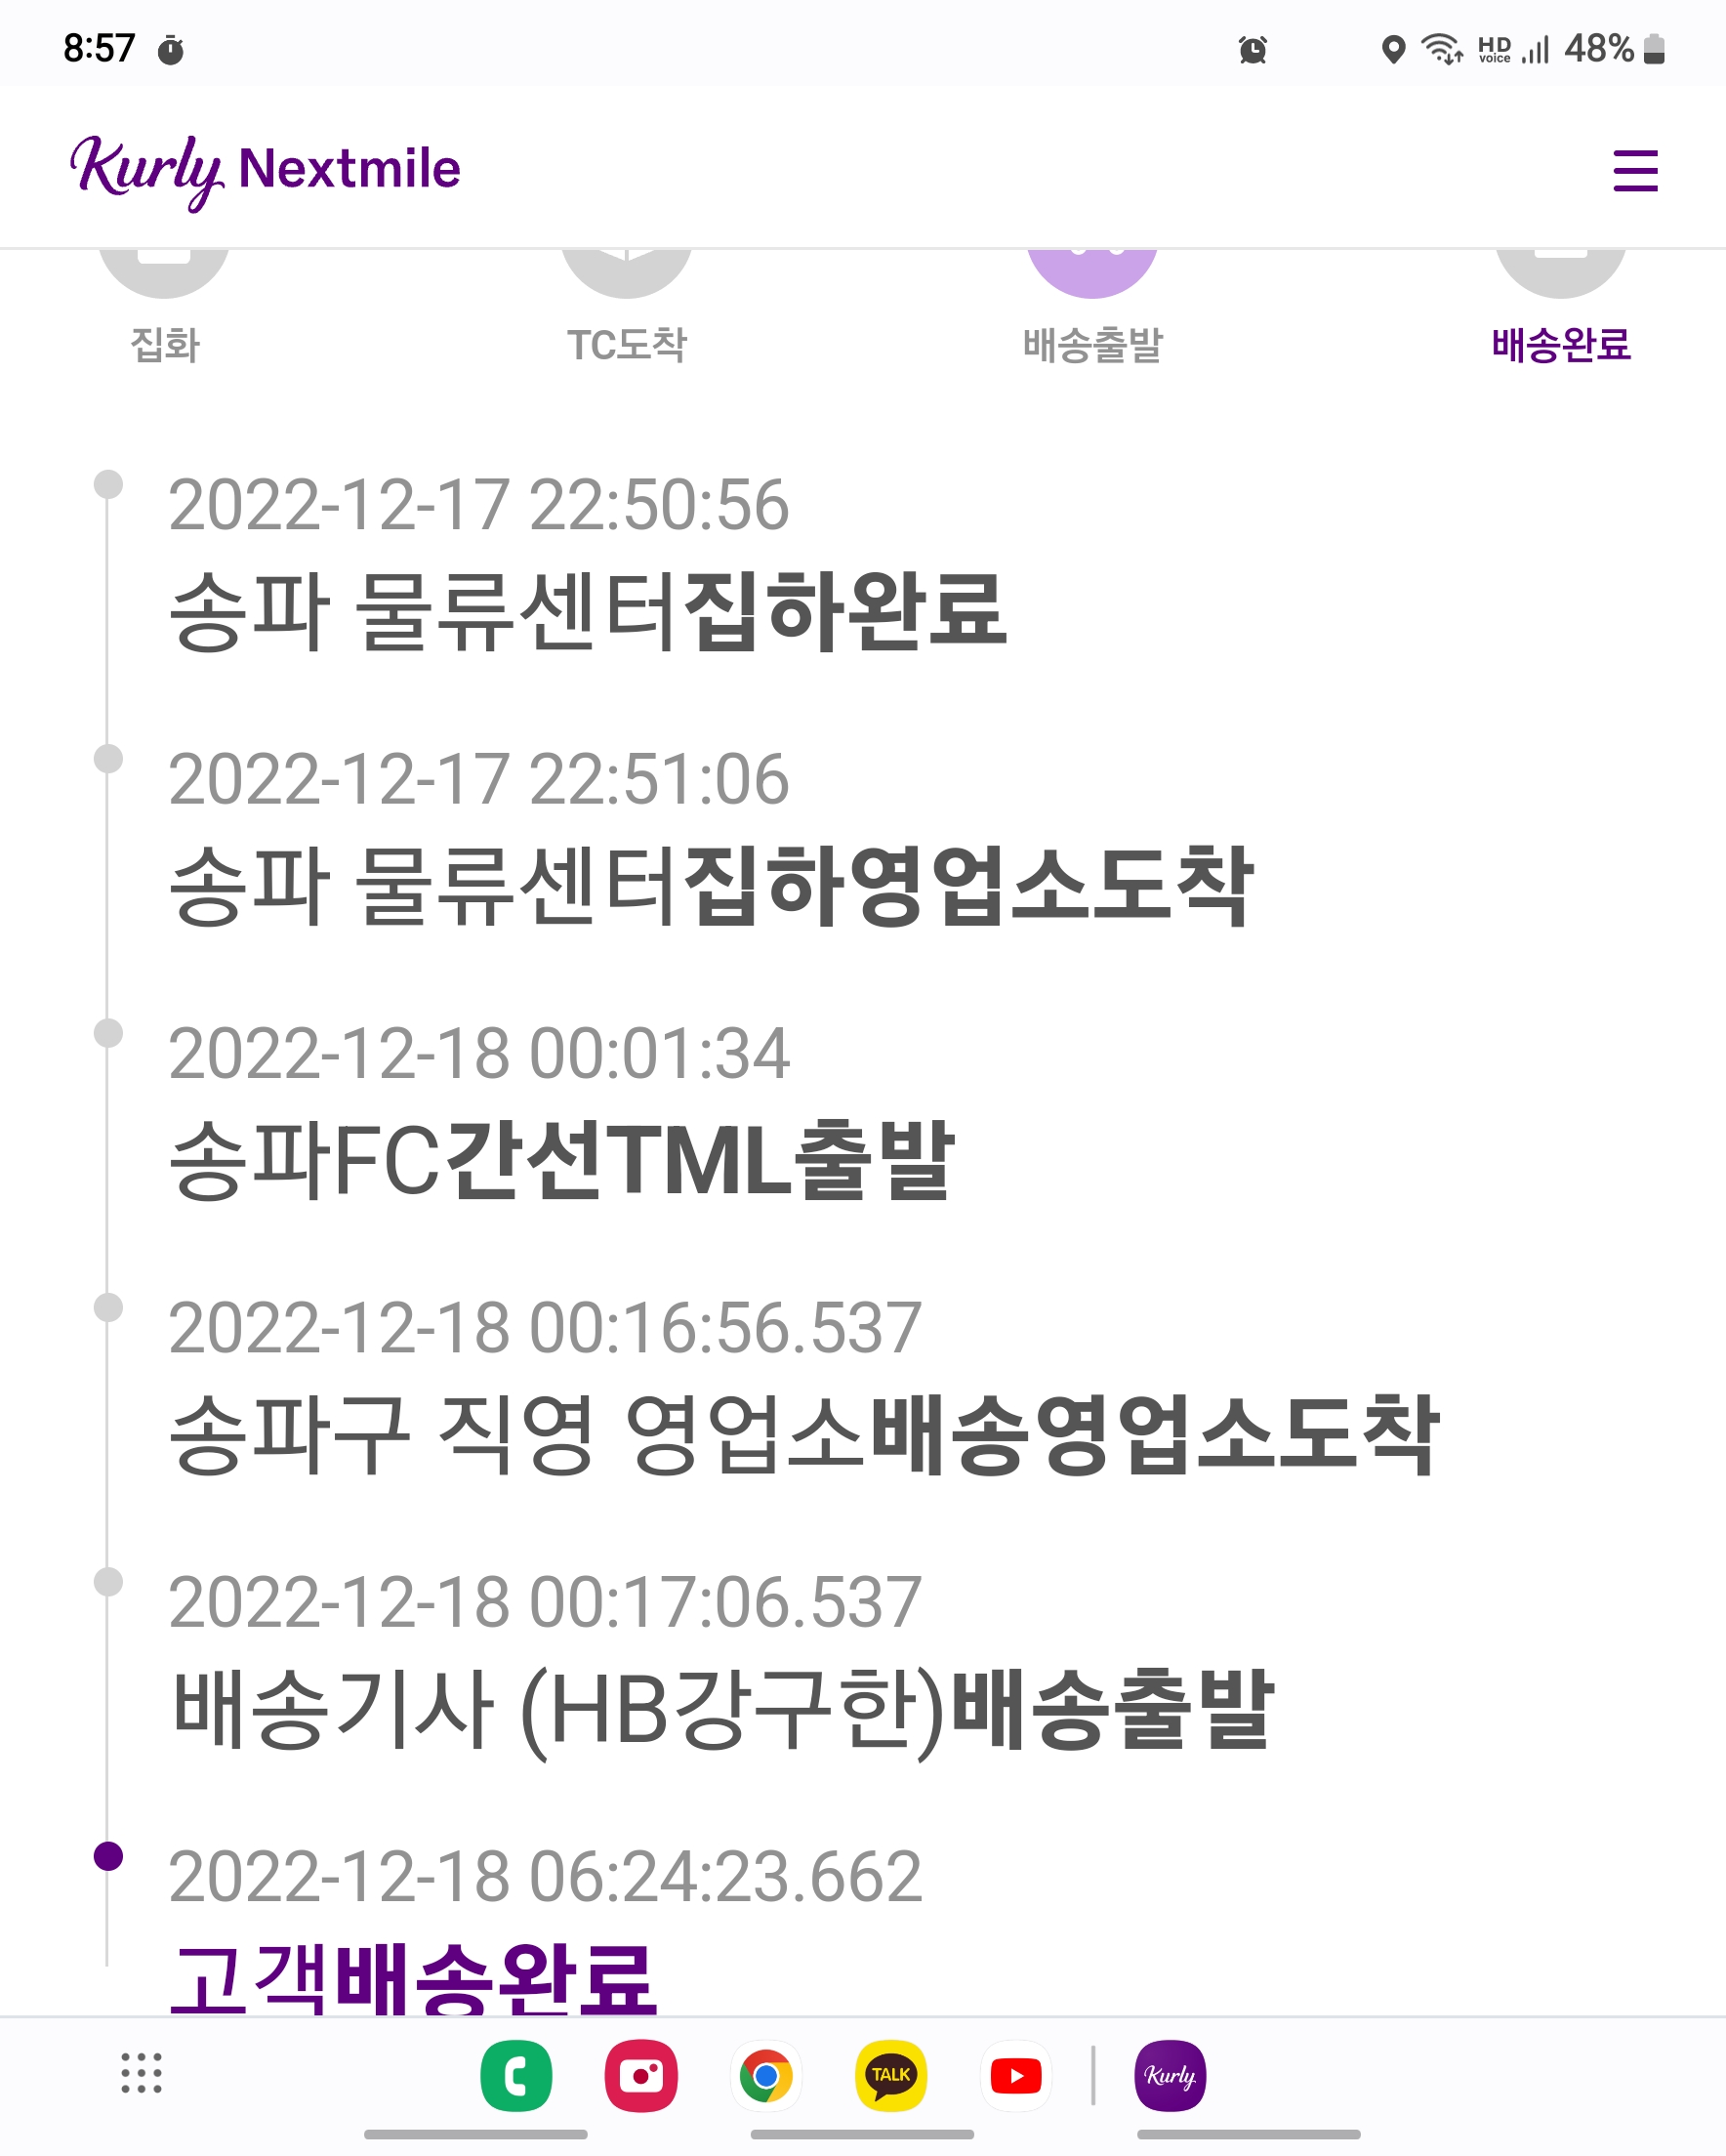 8:57
HD voice 48%
Kurly Nextmile
집화 TC도착 배송출발 배송완료
2022-12-17 22:50:56
송파 물류센터집하완료
2022-12-17 22:51:06
송파 물류센터집하영업소도착
2022-12-18 00:01:34
송파FC간선TML출발
2022-12-18 00:16:56.537
송파구 직영 영업소배송영업소도착
2022-12-18 00:17:06.537
배송기사 (HB강구한)배송출발
2022-12-18 06:24:23.662
고객배송완료
TALK Kurly